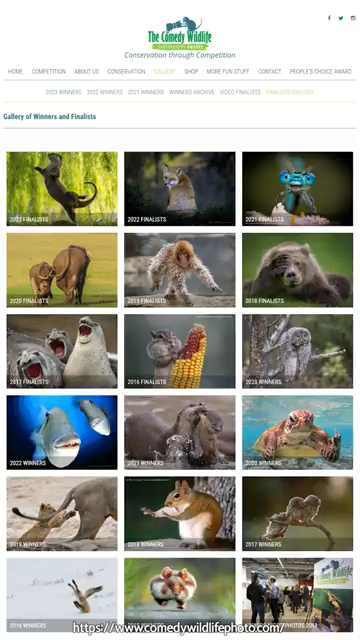 The Comedy Wildlife
PHOTOGRAPHY AWARDS
Conservation through Competition
HOME COMPETITION ABOUT US CONSERVATION GALLERY SHOP MORE FUN STUFF CONTACT PEOPLE'S CHOICE AWARD
2023 WINNERS 2022 WINNERS 2021 WINNERS WINNERS ARCHIVE VIDEO FINALISTS FINALISTS GALLERY
Gallery of Winners and Finalists
FINALISTS 2022 FINALISTS 2021 FINALISTS
2020 FINALISTS 2019 FINALISTS 2018 FINALISTS
2017 FINALISTS 2016 FINALISTS 2023 WINNERS
2022 WINNERS 2021 WINNERS 2020 WINNERS
2019 WINNERS 2018 WINNERS 2017 WINNERS
2016 WINNERS
https://www.comedywildlifephoto.com/